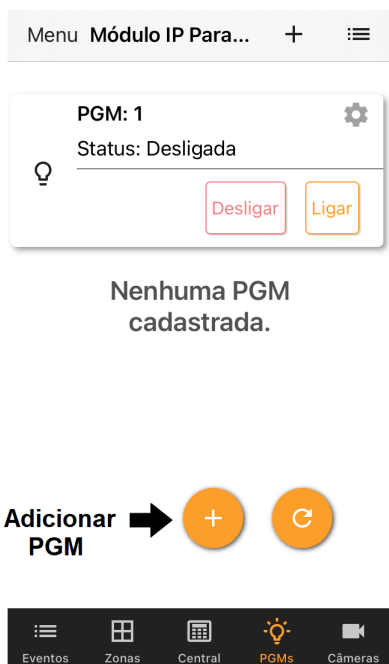 Menu Módulo IP Para...
PGM: 1
Status: Desligada
Desligar Ligar
Nenhuma PGM
cadastrada.
Adicionar
PGM
Eventos Zonas Central PGMs Câmeras